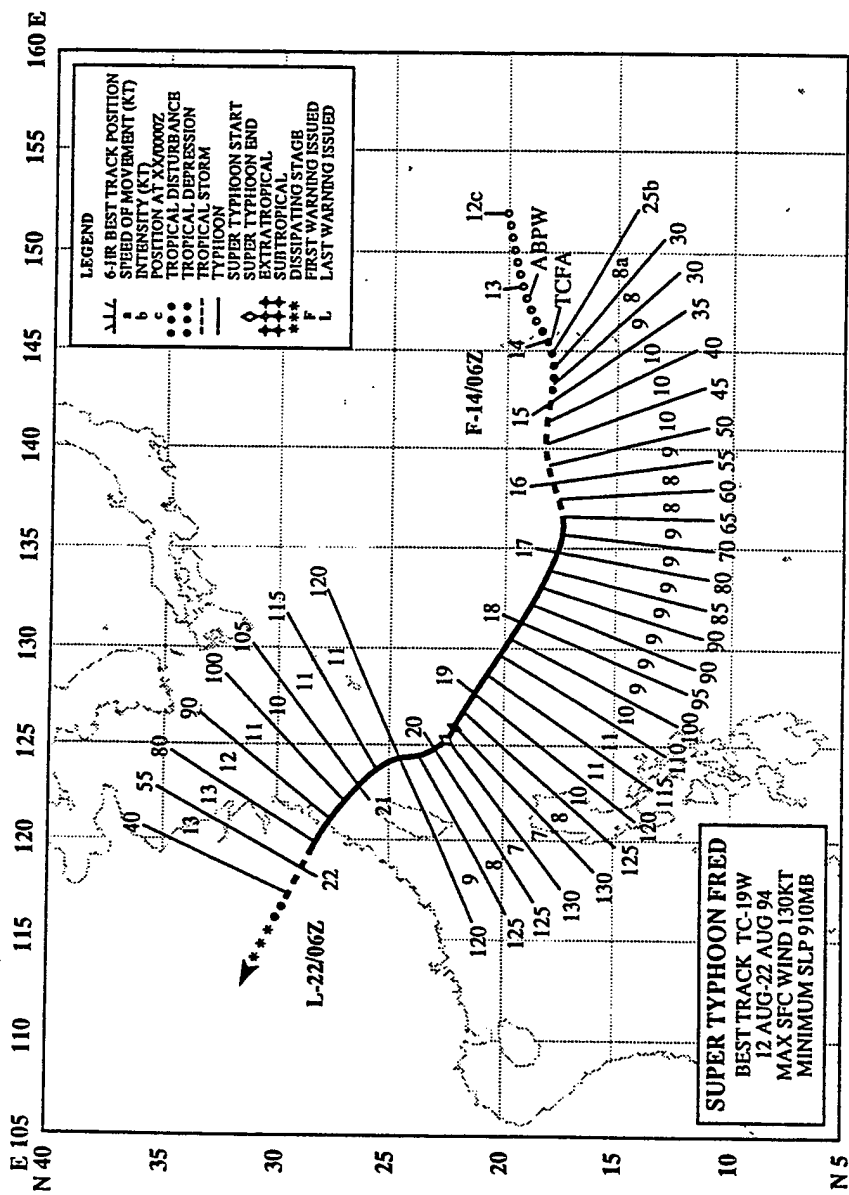 E 105 110 115 120 125 130 135 140 145 150 155 160 E
N 40
35
30
25
20
15
10
N 5
LEGEND
6-HR BEST TRACK POSITION
a SPEED OF MOVEMENT (KT)
b INTENSITY (KT)
c POSITION AT XX/0000Z
TROPICAL DISTURBANCE
TROPICAL DEPRESSION
TROPICAL STORM
TYPHOON
SUPER TYPHOON START
SUPER TYPHOON END
EXTRATROPICAL
SUBTROPICAL
*** DISSIPATING STAGE
F FIRST WARNING ISSUED
L LAST WARNING ISSUED
40
55
80
90
100
105
115
120
13
13
12
11
10
11
11
L-22/06Z
22
21
20
19
18
17
16
15
14
13
12c
F-14/06Z
ABPW
TCFA
120
125
125
130
130
125
120
115
110
100
95
90
90
85
80
70
65
60
55
50
45
40
35
30
30
25b
9
8
7
7
8
10
11
11
10
9
9
9
9
9
9
9
8
8
9
10
10
10
9
8
8a
SUPER TYPHOON FRED
BEST TRACK TC-19W
12 AUG-22 AUG 94
MAX SFC WIND 130KT
MINIMUM SLP 910MB